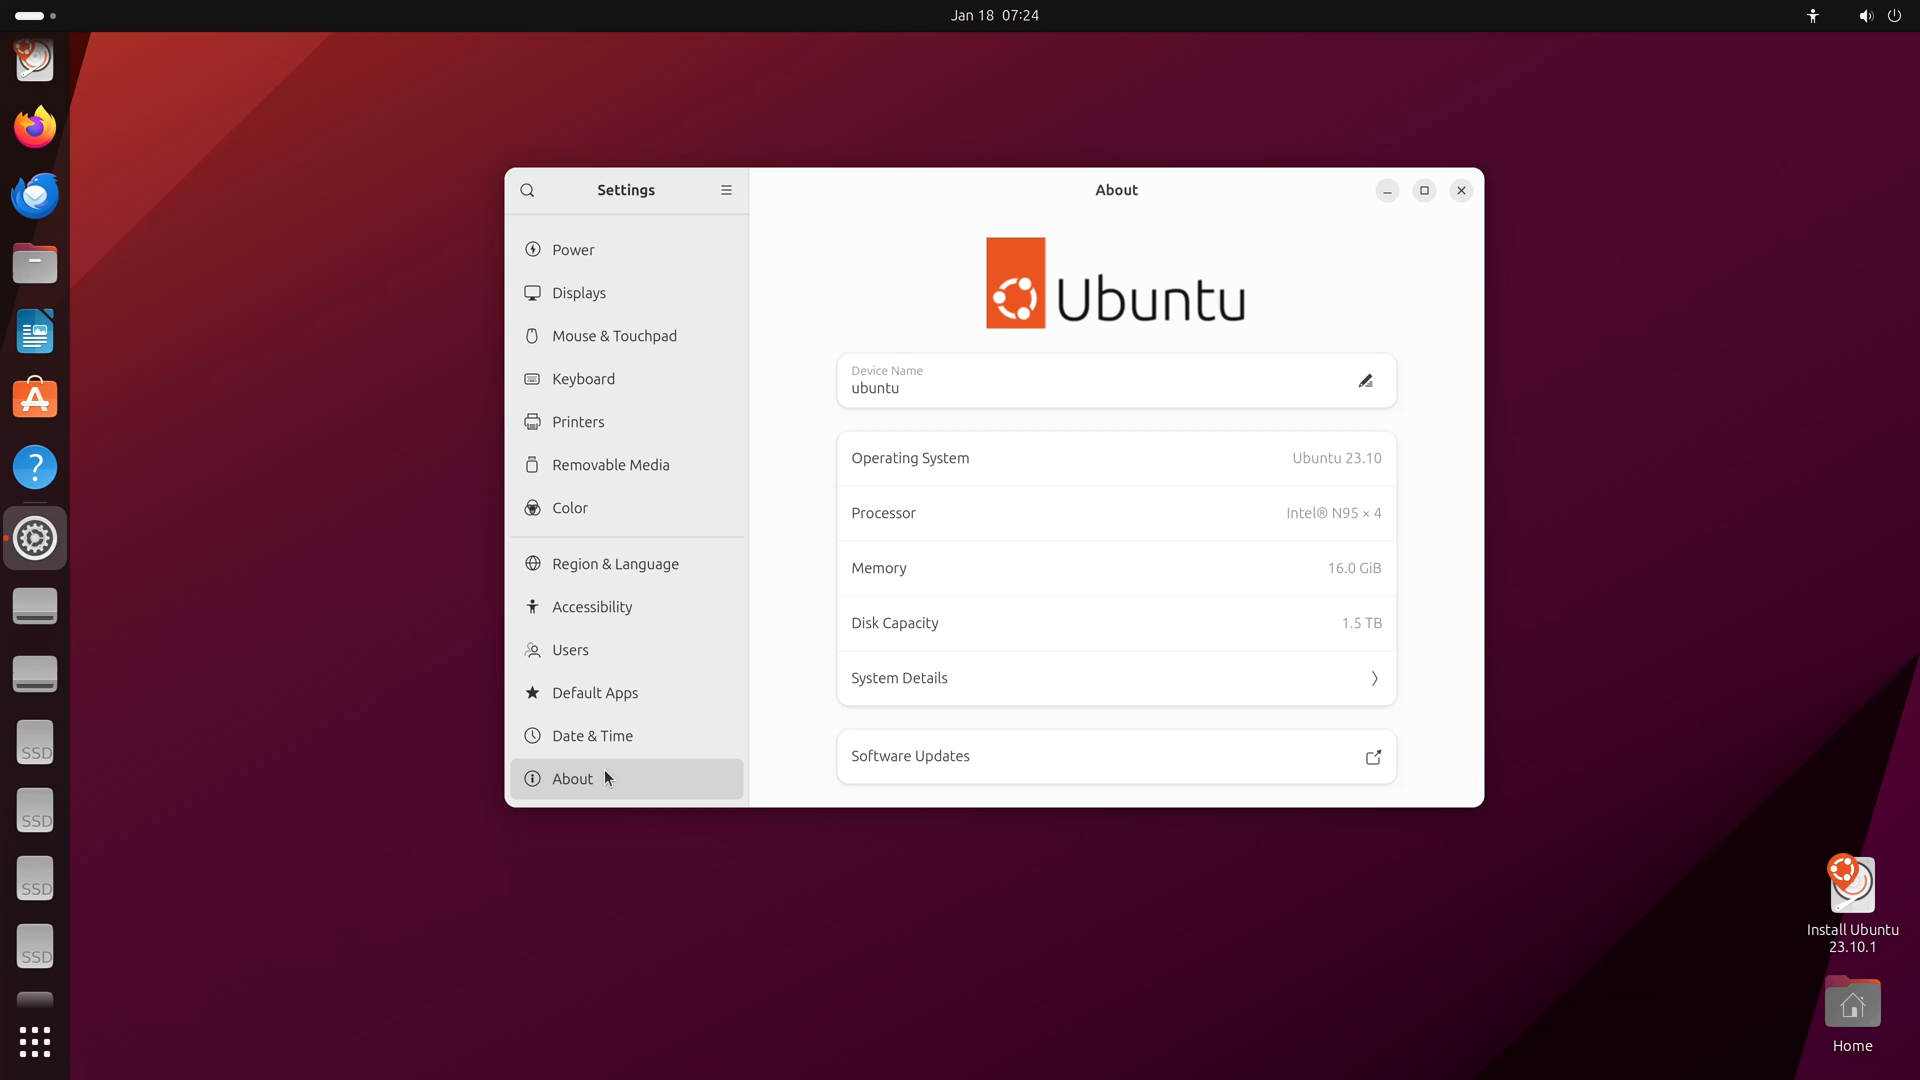 Jan 18 07:24
Settings
About
Power
Displays
Mouse & Touchpad
Keyboard
Printers
Removable Media
Color
Region & Language
Accessibility
Users
Default Apps
Date & Time
About
Ubuntu
Device Name
ubuntu
Operating System Ubuntu 23.10
Processor Intel® N95 × 4
Memory 16.0 GiB
Disk Capacity 1.5 TB
System Details
Software Updates
SSD
SSD
SSD
SSD
Install Ubuntu
23.10.1
Home